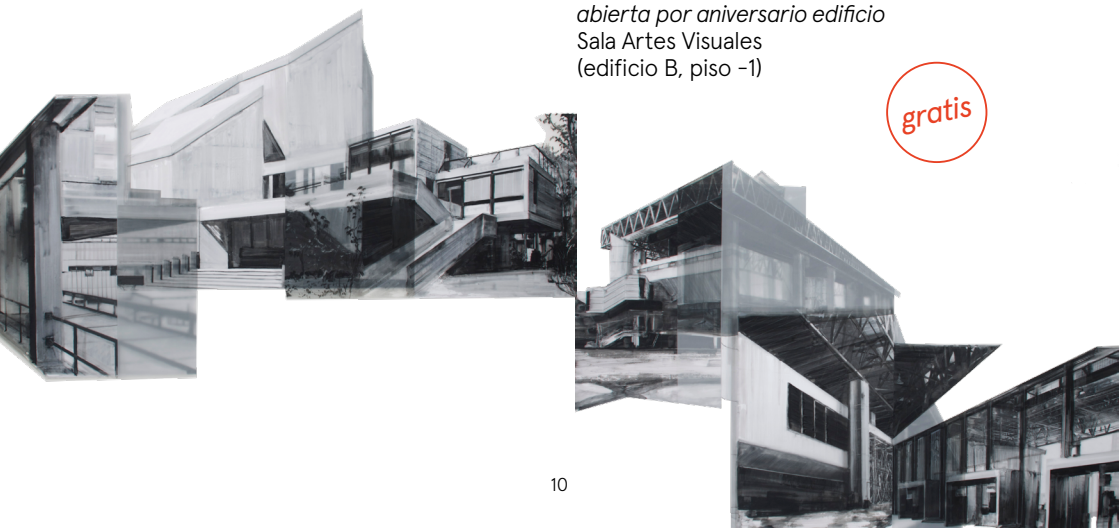 abierta por aniversario edificio
Sala Artes Visuales
(edificio B, piso -1)
gratis
10